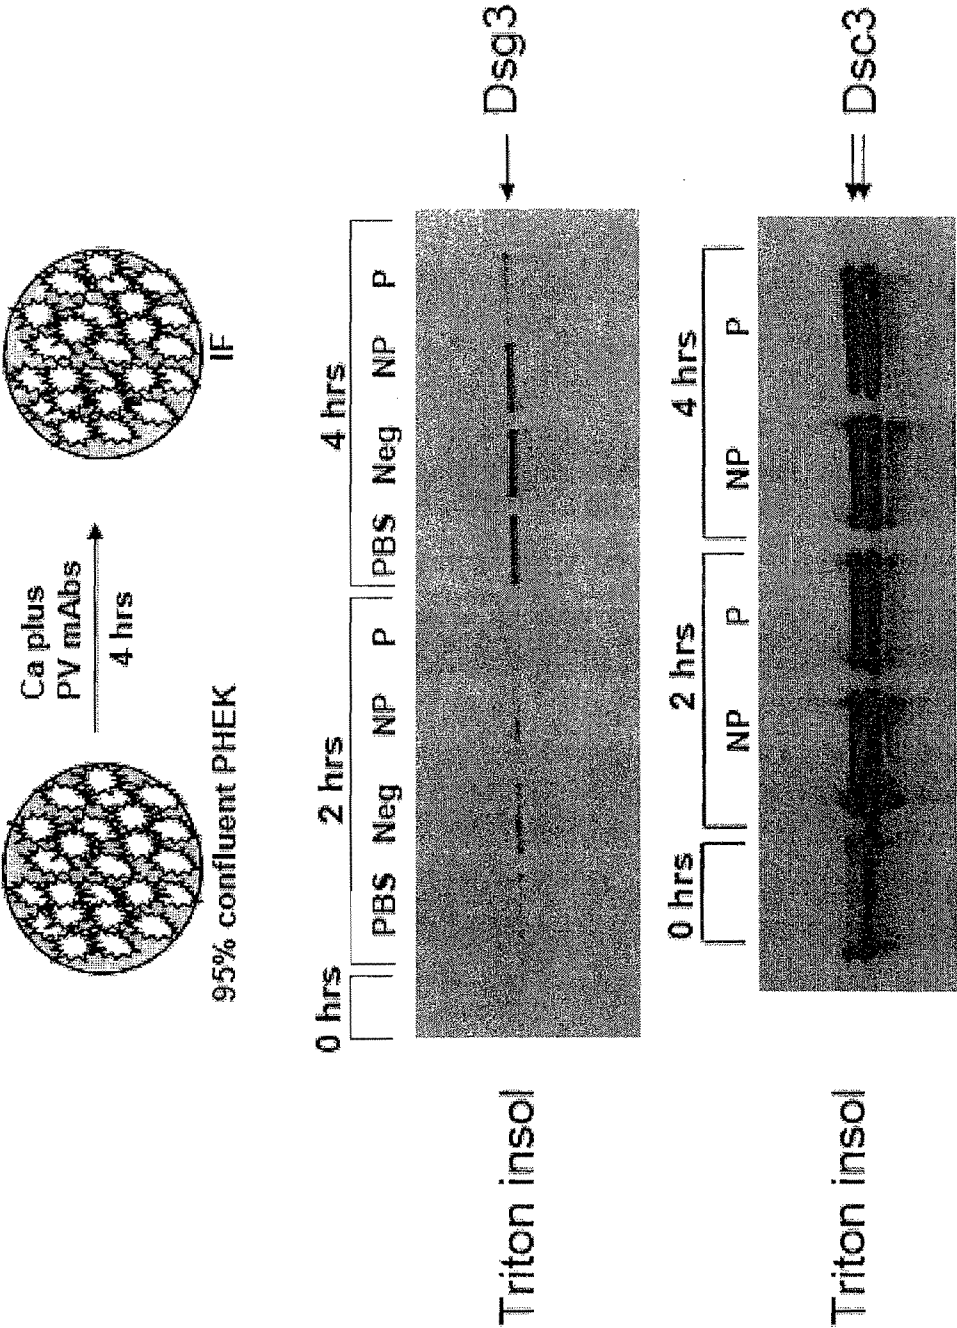 Ca plus
PV mAbs
4 hrs
95% confluent PHEK
IF
0 hrs
2 hrs
4 hrs
PBS Neg NP P PBS Neg NP P
Triton insol
Dsg3
0 hrs
2 hrs
4 hrs
NP P NP P
Triton insol
Dsc3